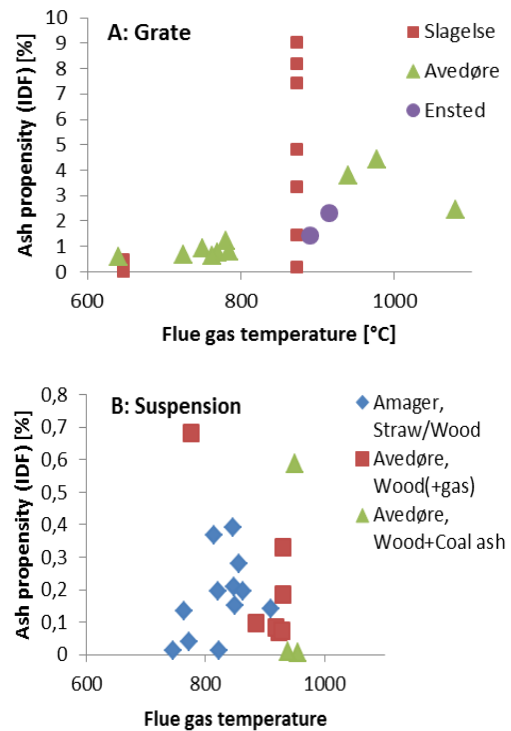 A: Grate
Ash propensity (IDF) [%]
10
9
8
7
6
5
4
3
2
1
0
600
800
1000
Flue gas temperature [°C]
Slagelse
Avedøre
Ensted
B: Suspension
Ash propensity (IDF) [%]
0,8
0,7
0,6
0,5
0,4
0,3
0,2
0,1
0
600
800
1000
Flue gas temperature
Amager,
Straw/Wood
Avedøre,
Wood(+gas)
Avedøre,
Wood+Coal ash